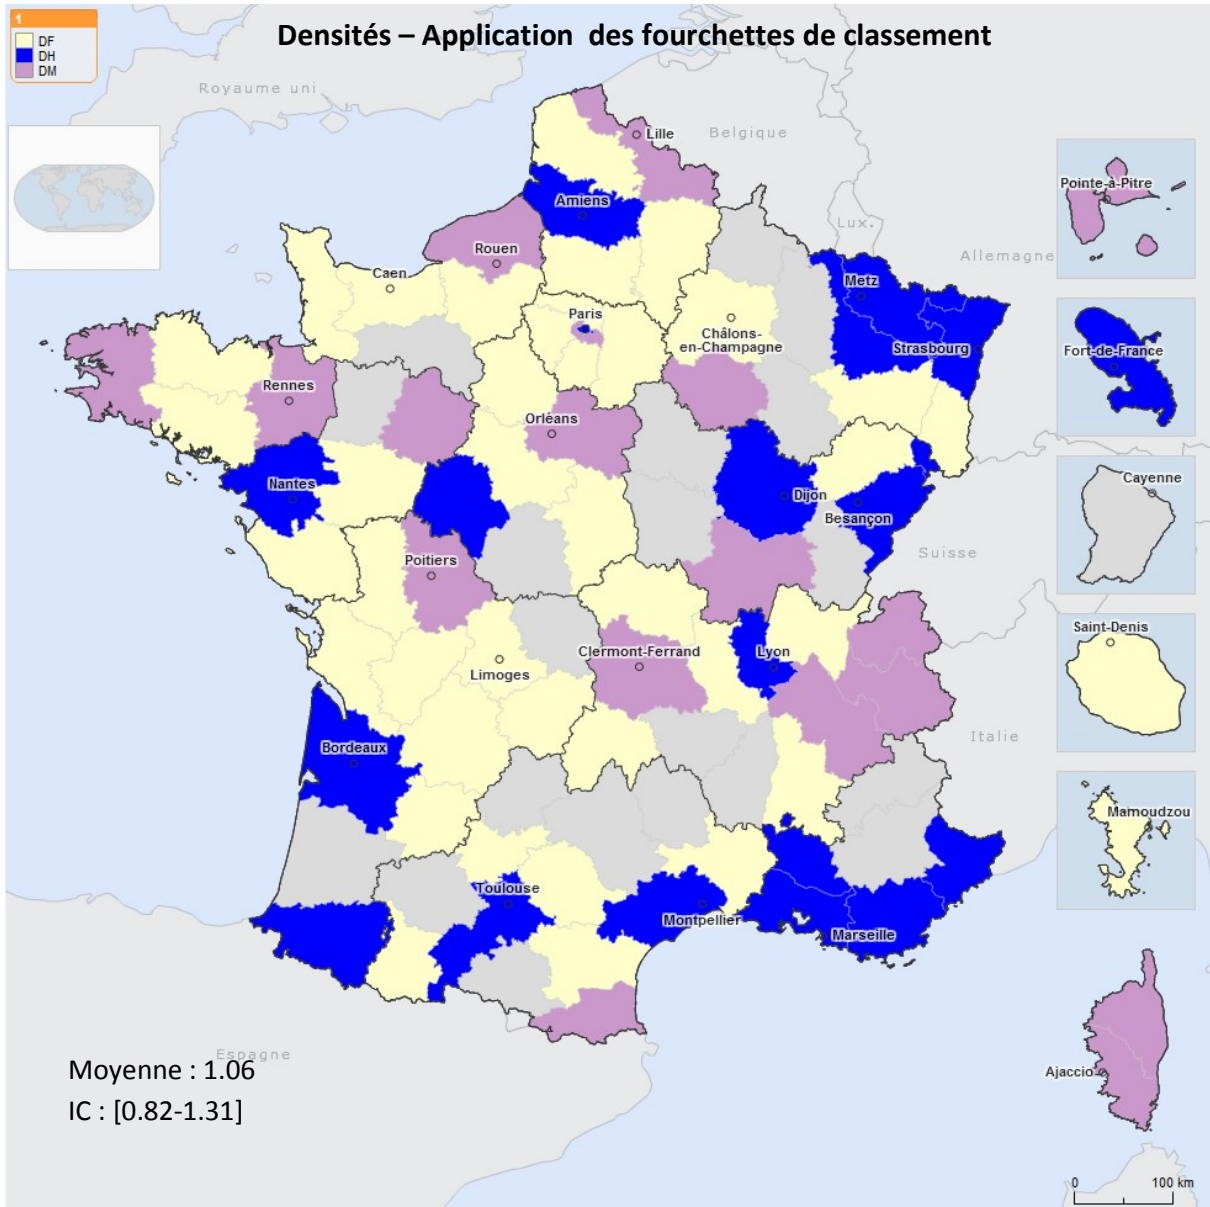 1
DF
DH
DM
Densités – Application des fourchettes de classement
Royaume uni
Belgique
Lille
Amiens
Lux.
Allemagne
Pointe-à-Pitre
Rouen
Caen
Metz
Paris
Châlons-
en-Champagne
Strasbourg
Fort-de-France
Rennes
Orléans
Nantes
Dijon
Besançon
Cayenne
Suisse
Poitiers
Saint-Denis
Limoges
Clermont-Ferrand
Lyon
Italie
Bordeaux
Mamoudzou
Toulouse
Montpellier
Marseille
Espagne
Moyenne : 1.06
IC : [0.82-1.31]
Ajaccio
0 100 km